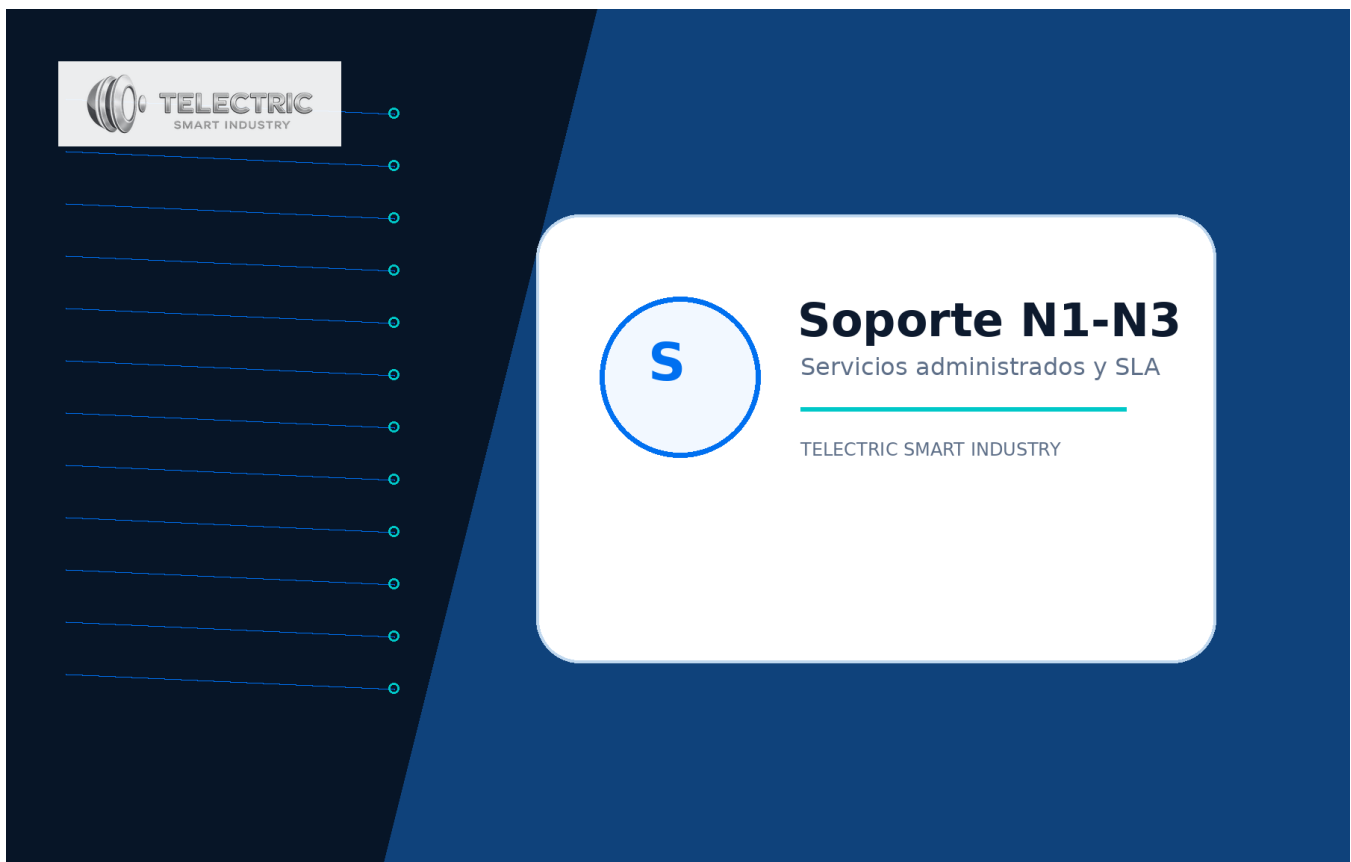 TELECTRIC
SMART INDUSTRY
S
Soporte N1-N3
Servicios administrados y SLA
TELECTRIC SMART INDUSTRY